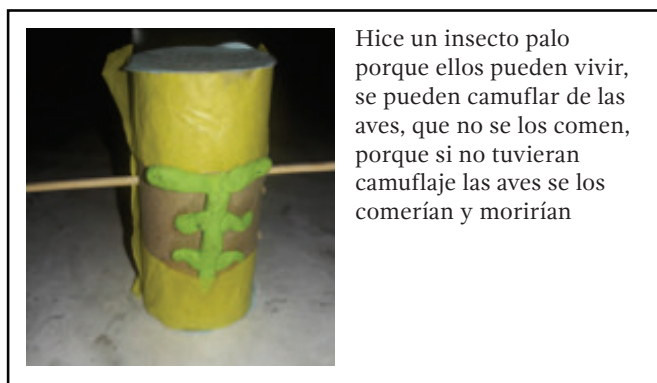 Hice un insecto palo
porque ellos pueden vivir,
se pueden camuflar de las
aves, que no se los comen,
porque si no tuvieran
camuflaje las aves se los
comerían y morirían